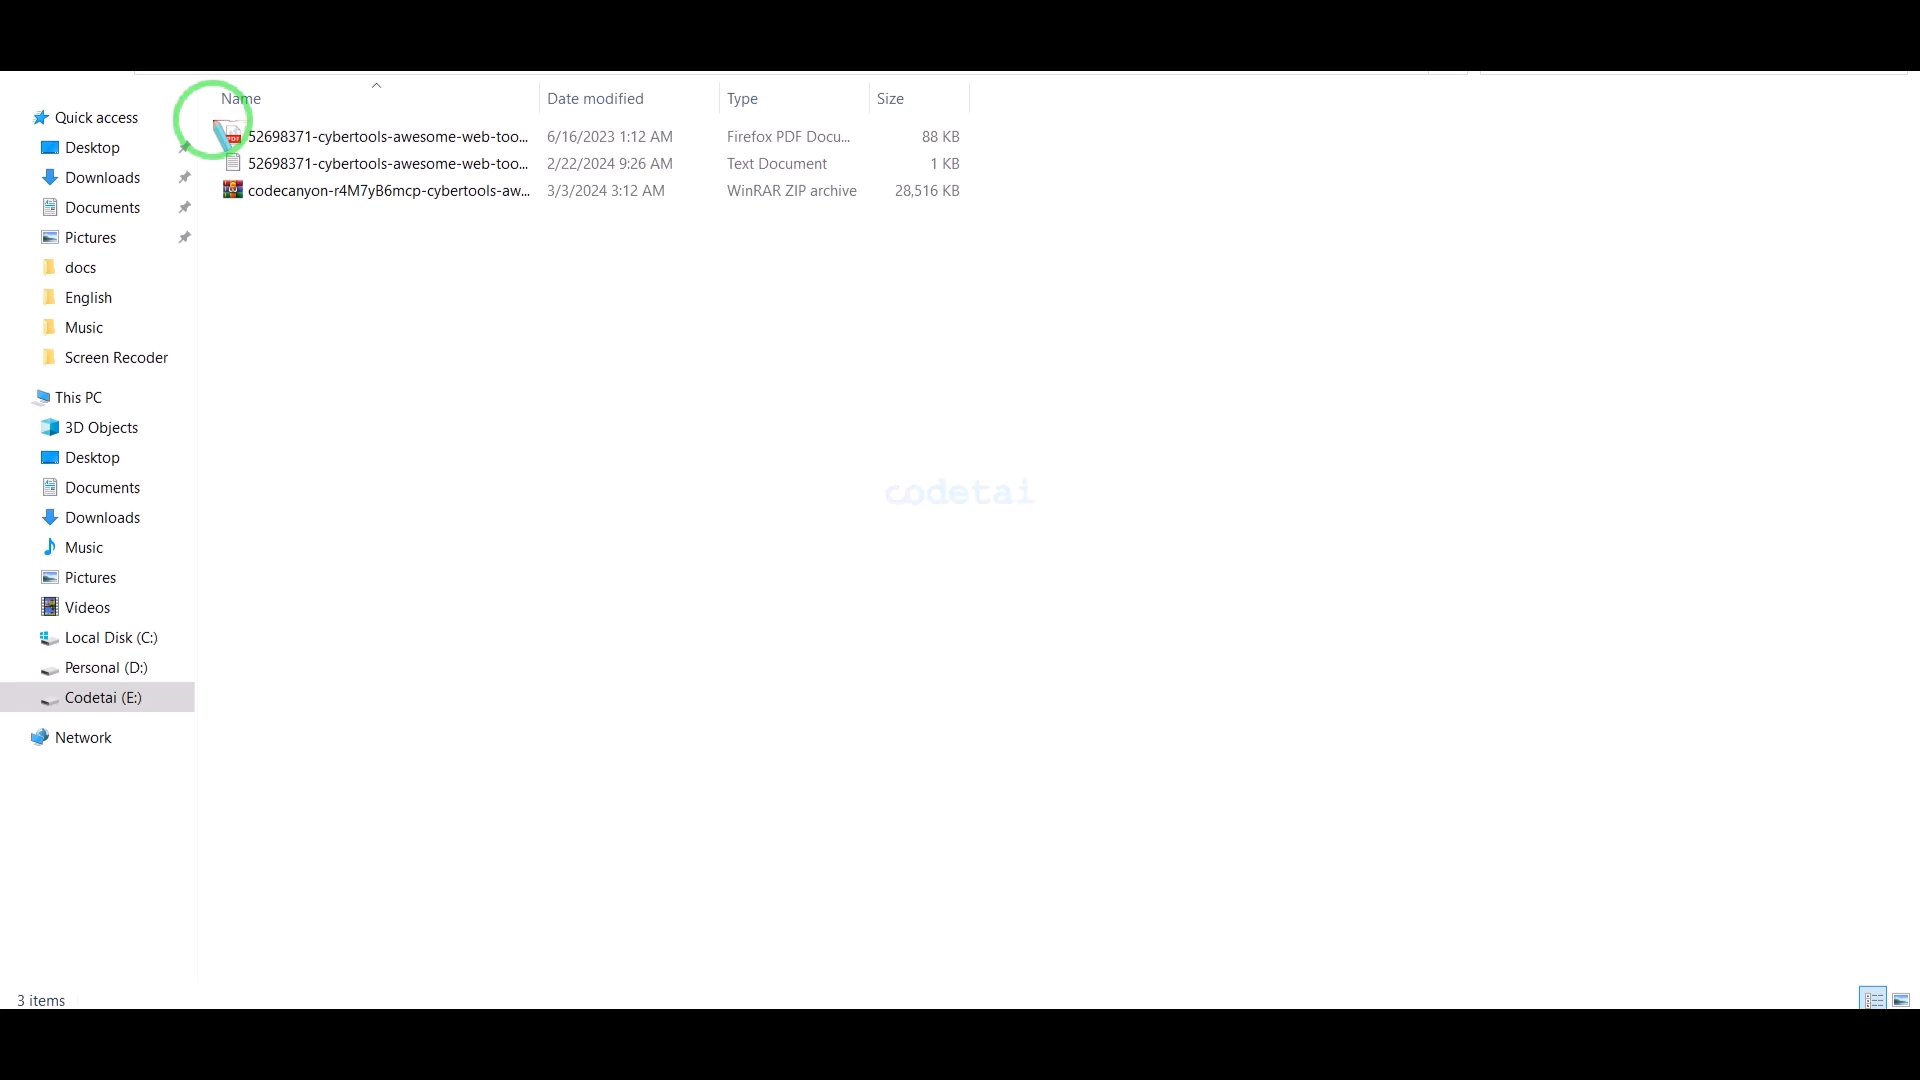 Name Date modified Type Size
Quick access
Desktop
Downloads
Documents
Pictures
docs
English
Music
Screen Recoder
This PC
3D Objects
Desktop
Documents
Downloads
Music
Pictures
Videos
Local Disk (C:)
Personal (D:)
Codetai (E:)
Network
52698371-cybertools-awesome-web-too... 6/16/2023 1:12 AM Firefox PDF Docu... 88 KB
52698371-cybertools-awesome-web-too... 2/22/2024 9:26 AM Text Document 1 KB
codecanyon-r4M7yB6mcp-cybertools-aw... 3/3/2024 3:12 AM WinRAR ZIP archive 28,516 KB
codetai
3 items